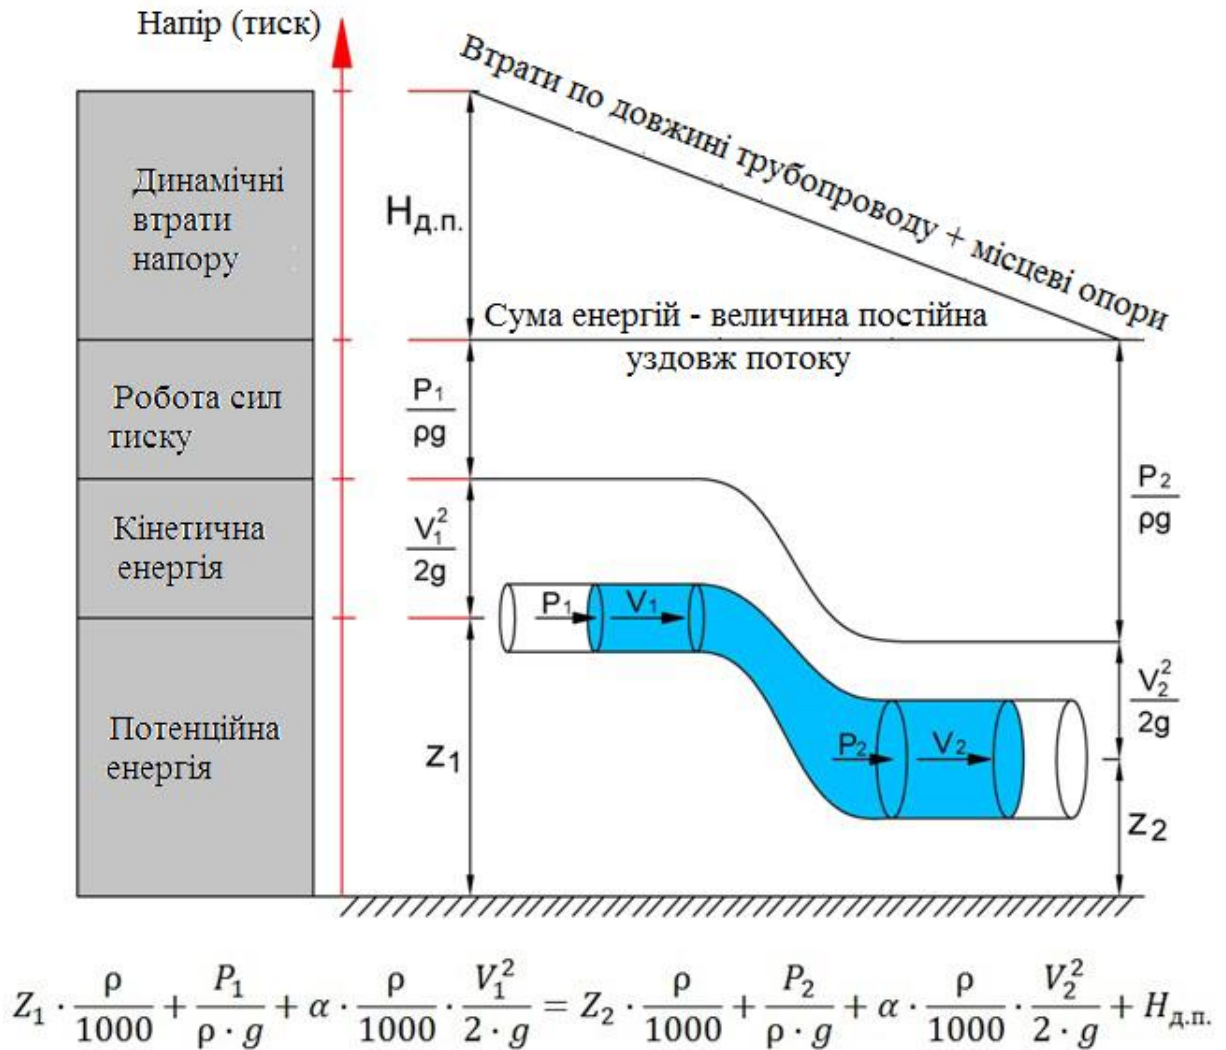 Напір (тиск)
Втрати по довжині трубопроводу + місцеві опори
Динамічні
втрати
напору
Hд.п.
Сума енергій - величина постійна
уздовж потоку
Робота сил
тиску
P₁/ρg
P₂/ρg
Кінетична
енергія
V₁²/2g
P₁
V₁
V₂²/2g
Потенційна
енергія
z₁
P₂
V₂
z₂
Z₁ · ρ/1000 + P₁/(ρ · g) + α · ρ/1000 · V₁²/(2 · g) = Z₂ · ρ/1000 + P₂/(ρ · g) + α · ρ/1000 · V₂²/(2 · g) + Hд.п.